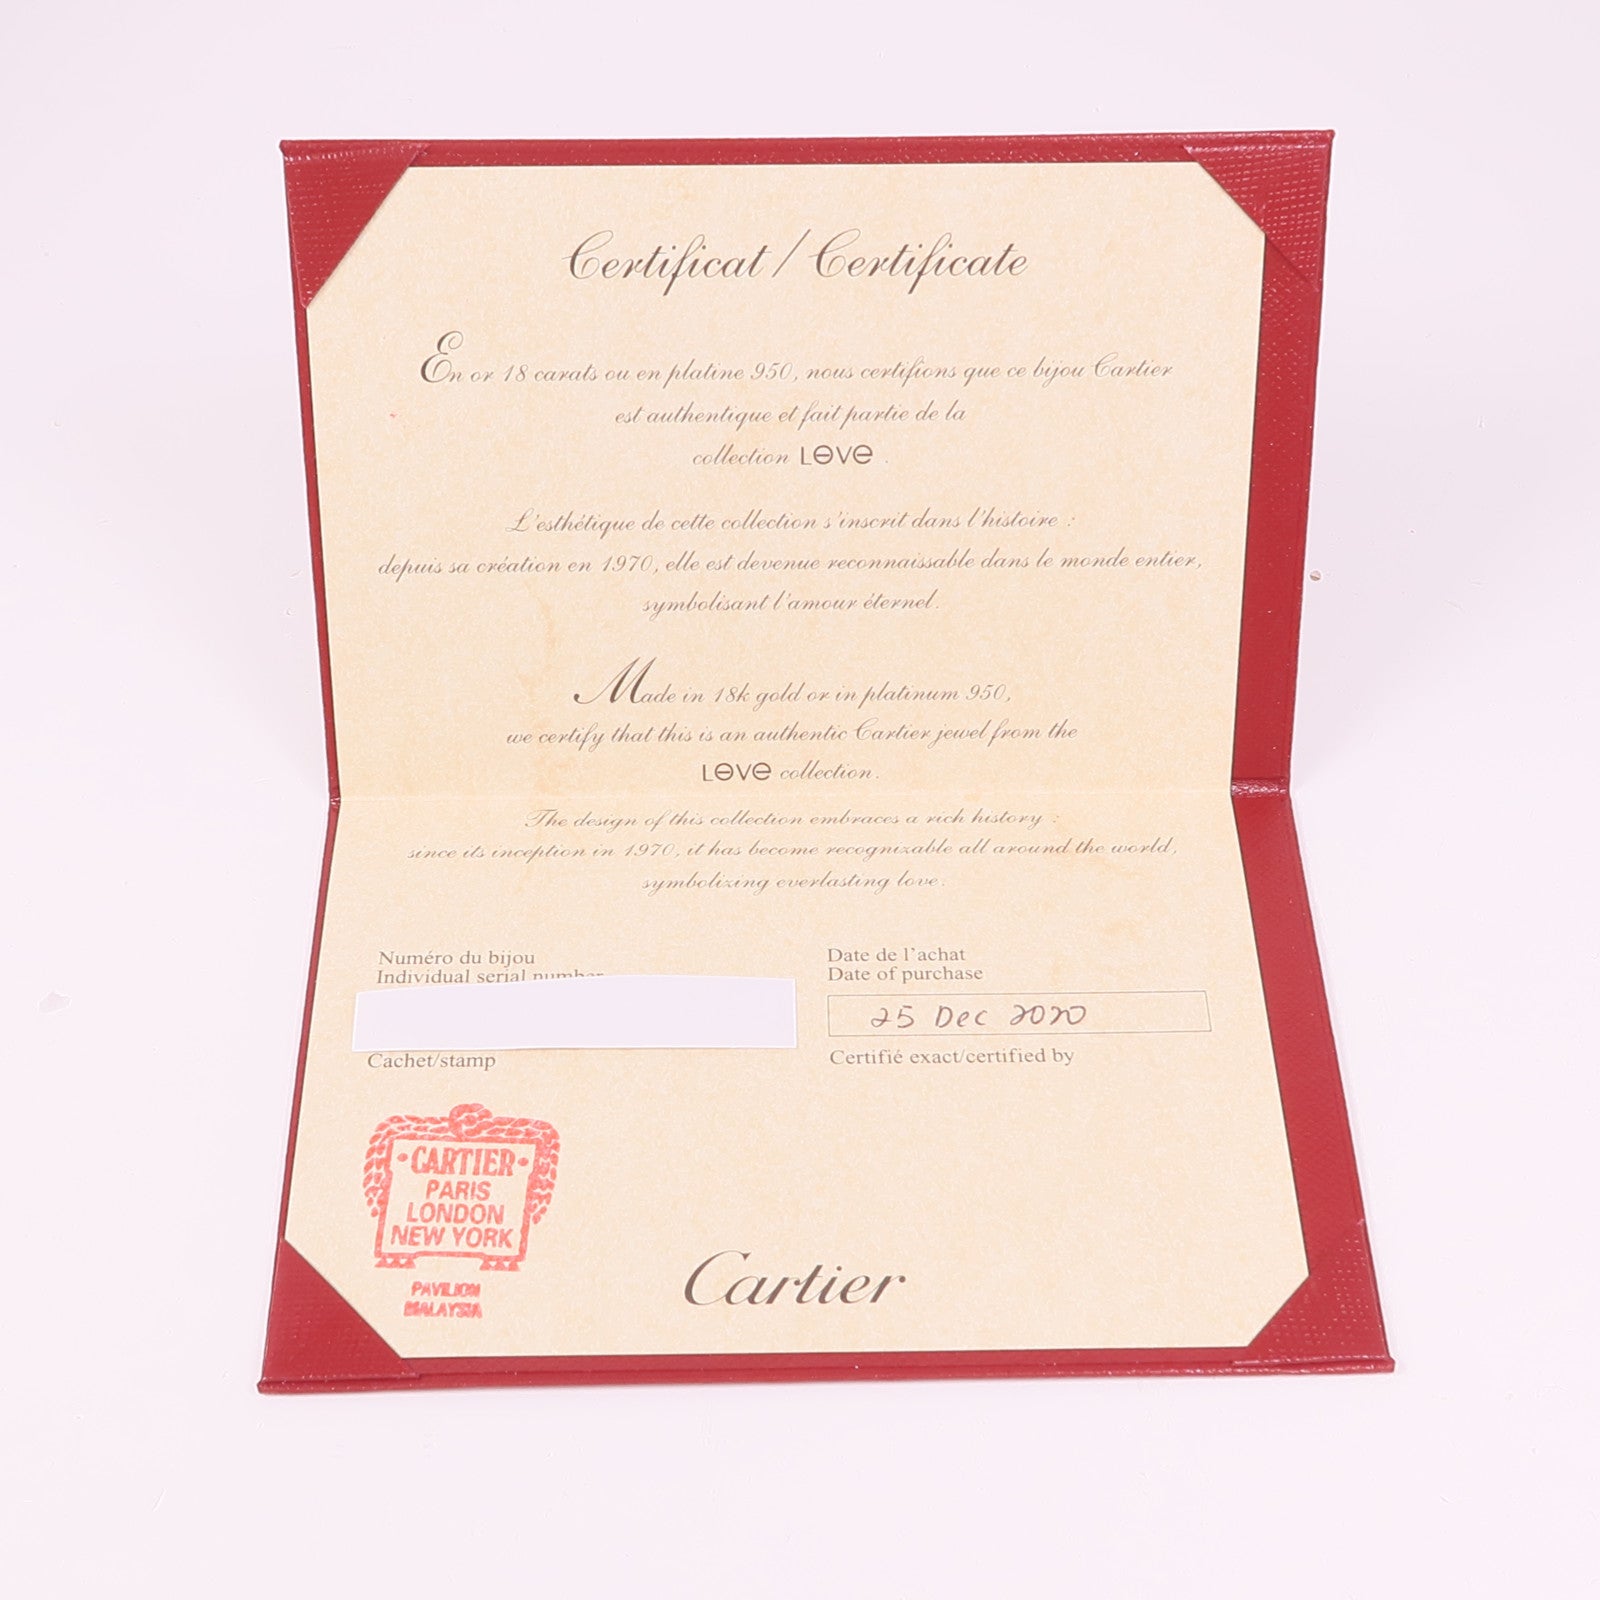 Certificat / Certificate
En or 18 carats ou en platine 950, nous certifions que ce bijou Cartier
est authentique et fait partie de la
collection LOVE .
L'esthétique de cette collection s'inscrit dans l'histoire :
depuis sa création en 1970, elle est devenue reconnaissable dans le monde entier,
symbolisant l'amour éternel.
Made in 18k gold or in platinum 950,
we certify that this is an authentic Cartier jewel from the
LOVE collection.
The design of this collection embraces a rich history :
since its inception in 1970, it has become recognizable all around the world,
symbolizing everlasting love.
Numéro du bijou
Individual serial number
Date de l'achat
Date of purchase
25 Dec 2020
Cachet/stamp
Certifié exact/certified by
·CARTIER·
PARIS
LONDON
NEW YORK
PAVILION
MALAYSIA
Cartier